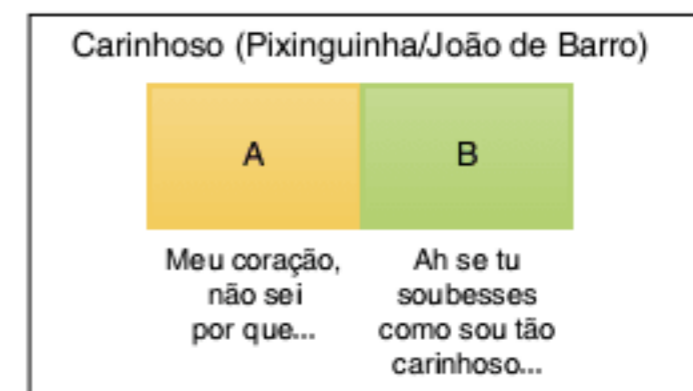 Carinhoso (Pixinguinha/João de Barro)
A
B
Meu coração,
não sei
por que...
Ah se tu
soubesses
como sou tão
carinhoso...